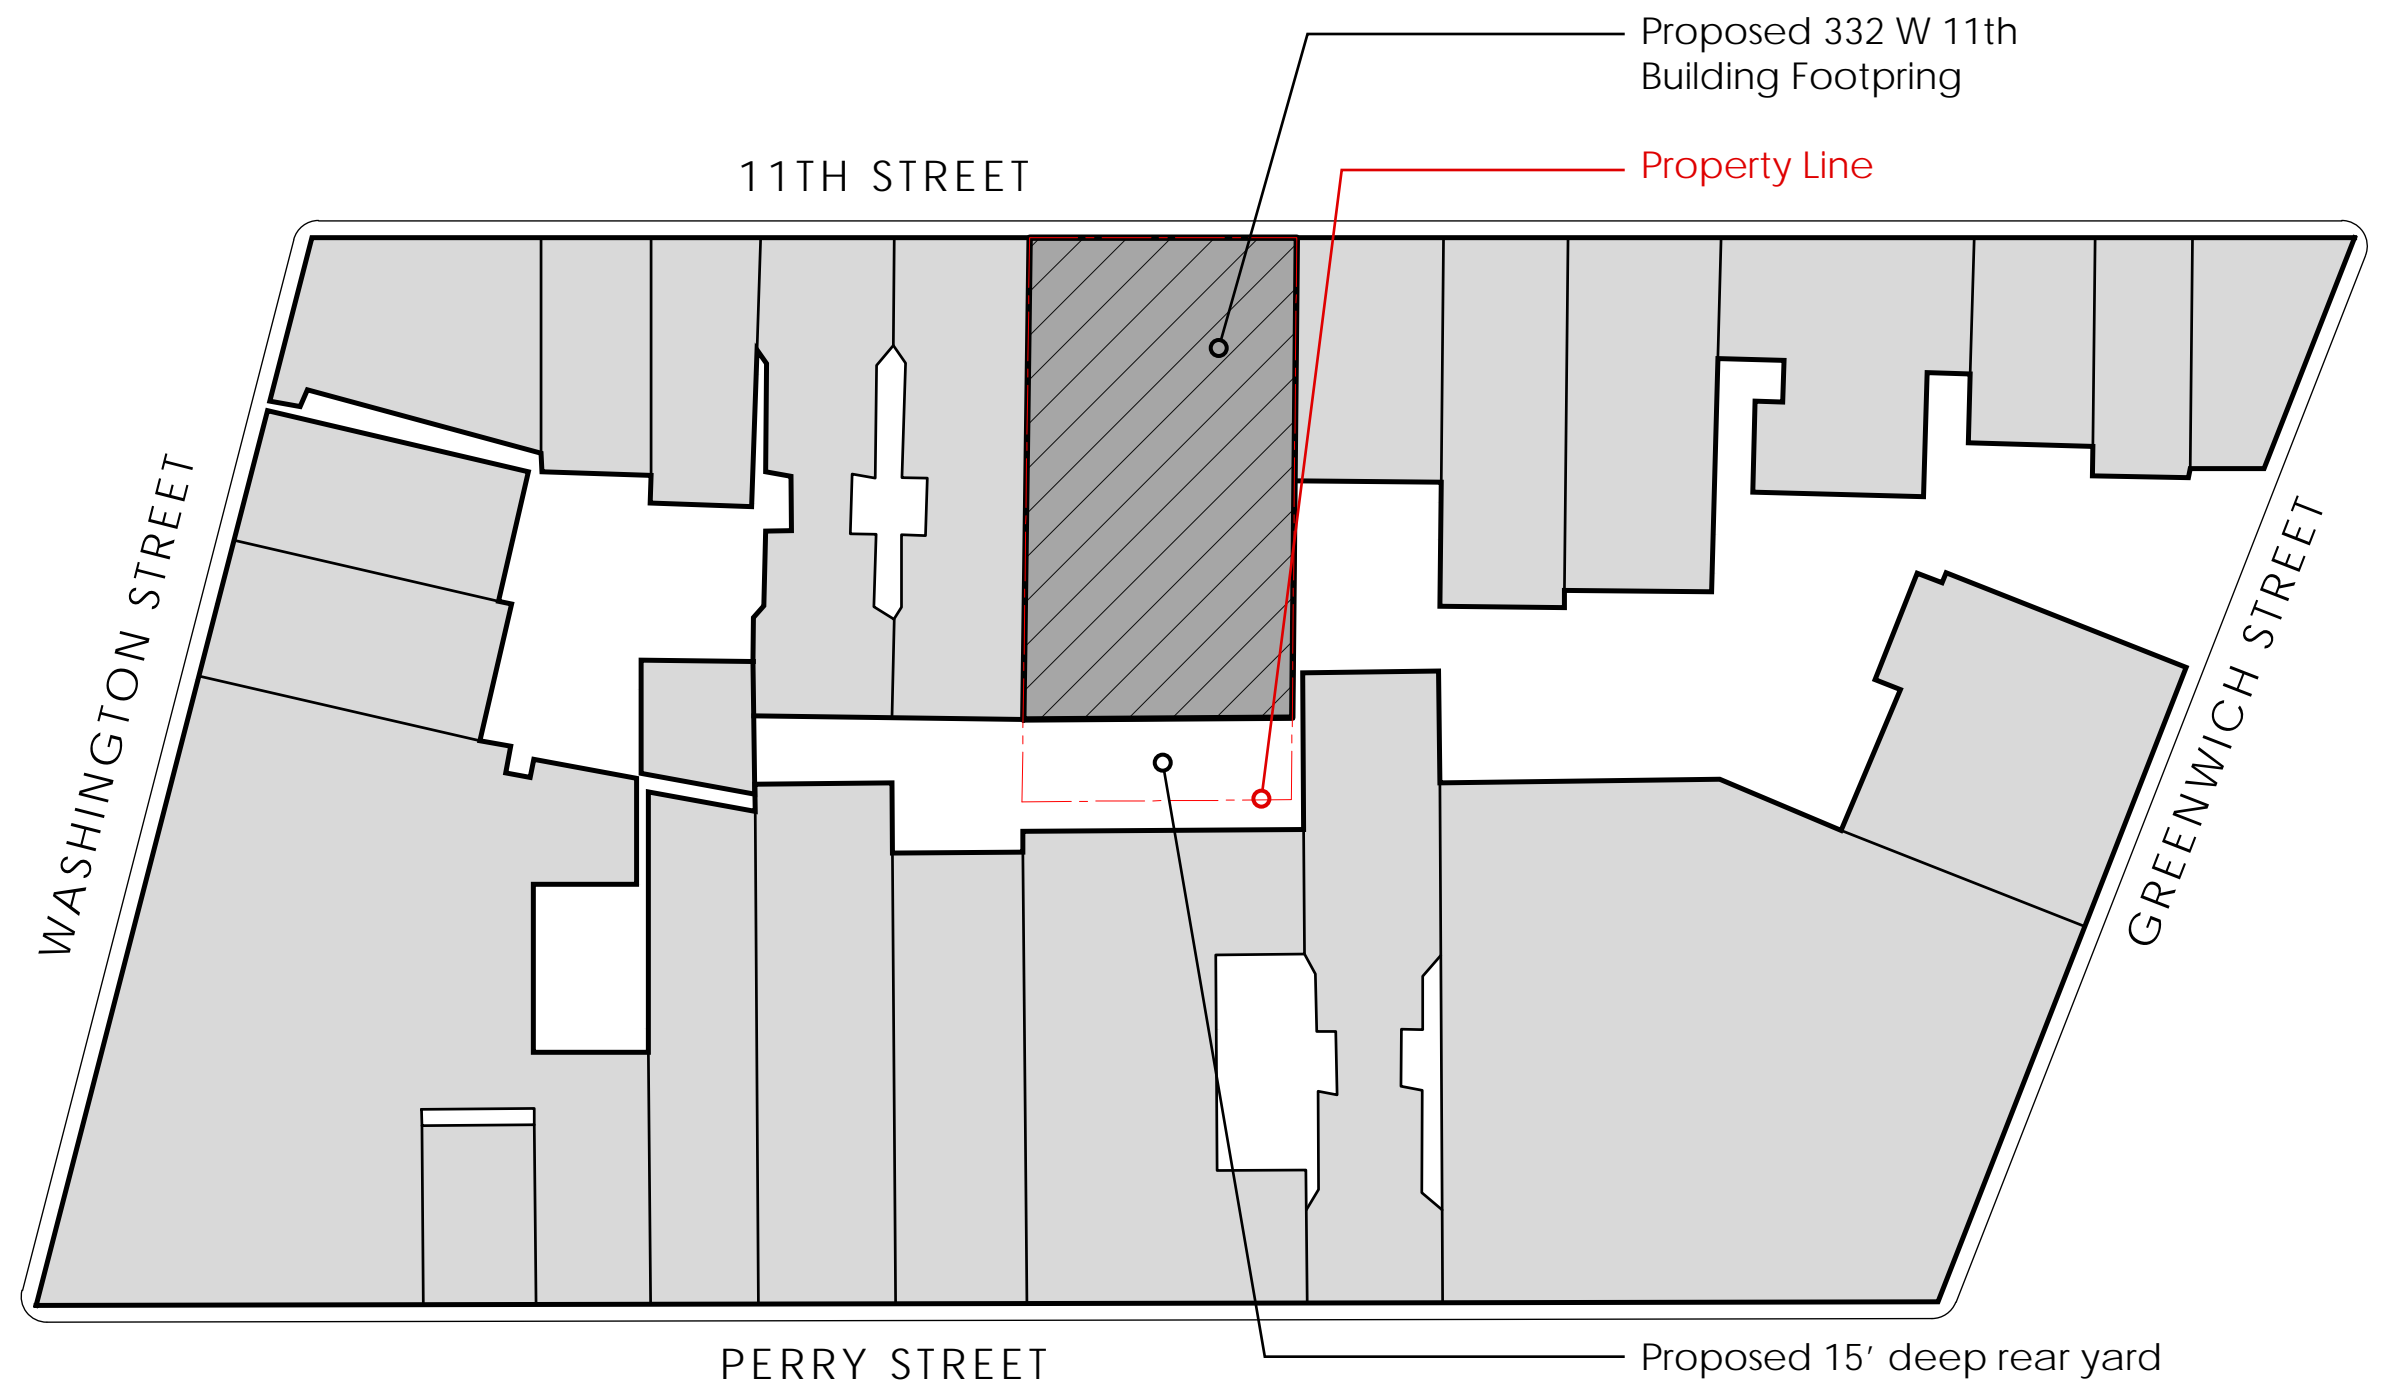 Proposed 332 W 11th
Building Footpring
Property Line
11TH STREET
WASHINGTON STREET
GREENWICH STREET
PERRY STREET
Proposed 15' deep rear yard